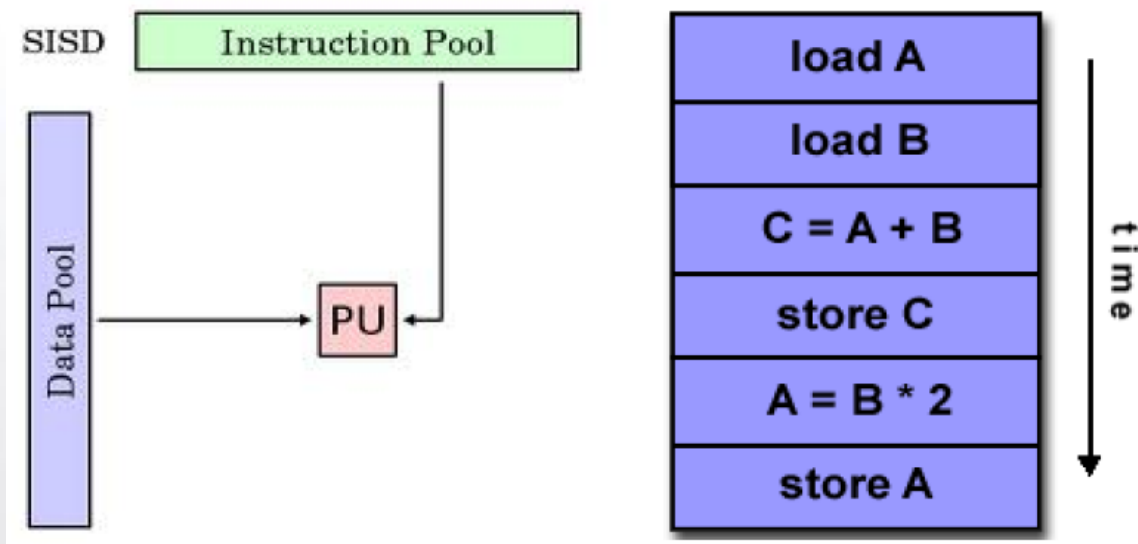 SISD
Instruction Pool
Data Pool
PU
load A
load B
C = A + B
store C
A = B * 2
store A
time